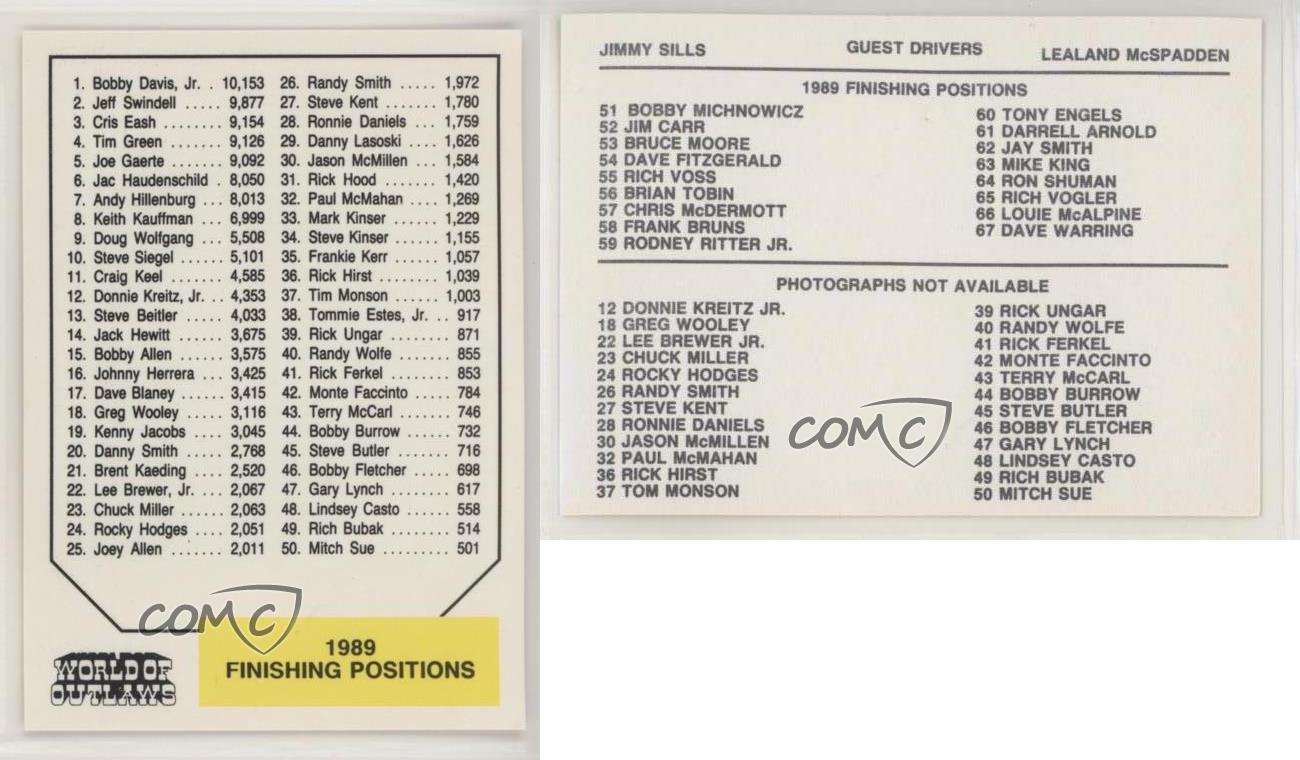 1. Bobby Davis, Jr. . 10,153 26. Randy Smith ..... 1,972
2. Jeff Swindell ..... 9,877 27. Steve Kent ...... 1,780
3. Cris Eash ........ 9,154 28. Ronnie Daniels ... 1,759
4. Tim Green ....... 9,126 29. Danny Lasoski .... 1,626
5. Joe Gaerte ....... 9,092 30. Jason McMillen ... 1,584
6. Jac Haudenschild . 8,050 31. Rick Hood ....... 1,420
7. Andy Hillenburg ... 8,013 32. Paul McMahan .... 1,269
8. Keith Kauffman ... 6,999 33. Mark Kinser ...... 1,229
9. Doug Wolfgang ... 5,508 34. Steve Kinser ..... 1,155
10. Steve Siegel ...... 5,101 35. Frankie Kerr ..... 1,057
11. Craig Keel ....... 4,585 36. Rick Hirst ....... 1,039
12. Donnie Kreitz, Jr. ... 4,353 37. Tim Monson ...... 1,003
13. Steve Beitler ..... 4,033 38. Tommie Estes, Jr. .. 917
14. Jack Hewitt ...... 3,675 39. Rick Ungar ....... 871
15. Bobby Allen ...... 3,575 40. Randy Wolfe ....... 855
16. Johnny Herrera ... 3,425 41. Rick Ferkel ........ 853
17. Dave Blaney ..... 3,415 42. Monte Faccinto ..... 784
18. Greg Wooley ..... 3,116 43. Terry McCarl ....... 746
19. Kenny Jacobs .... 3,045 44. Bobby Burrow ...... 732
20. Danny Smith ..... 2,768 45. Steve Butler ....... 716
21. Brent Kaeding .... 2,520 46. Bobby Fletcher ..... 698
22. Lee Brewer, Jr. ... 2,067 47. Gary Lynch ....... 617
23. Chuck Miller ...... 2,063 48. Lindsey Casto ..... 558
24. Rocky Hodges .... 2,051 49. Rich Bubak ........ 514
25. Joey Allen ....... 2,011 50. Mitch Sue ......... 501
COMC
1989
FINISHING POSITIONS
WORLD OF
OUTLAWS
JIMMY SILLS GUEST DRIVERS LEALAND McSPADDEN
1989 FINISHING POSITIONS
51 BOBBY MICHNOWICZ
52 JIM CARR
53 BRUCE MOORE
54 DAVE FITZGERALD
55 RICH VOSS
56 BRIAN TOBIN
57 CHRIS McDERMOTT
58 FRANK BRUNS
59 RODNEY RITTER JR.
60 TONY ENGELS
61 DARRELL ARNOLD
62 JAY SMITH
63 MIKE KING
64 RON SHUMAN
65 RICH VOGLER
66 LOUIE McALPINE
67 DAVE WARRING
PHOTOGRAPHS NOT AVAILABLE
12 DONNIE KREITZ JR.
18 GREG WOOLEY
22 LEE BREWER JR.
23 CHUCK MILLER
24 ROCKY HODGES
26 RANDY SMITH
27 STEVE KENT
28 RONNIE DANIELS
30 JASON McMILLEN
32 PAUL McMAHAN
36 RICK HIRST
37 TOM MONSON
39 RICK UNGAR
40 RANDY WOLFE
41 RICK FERKEL
42 MONTE FACCINTO
43 TERRY McCARL
44 BOBBY BURROW
45 STEVE BUTLER
46 BOBBY FLETCHER
47 GARY LYNCH
48 LINDSEY CASTO
49 RICH BUBAK
50 MITCH SUE
COMC